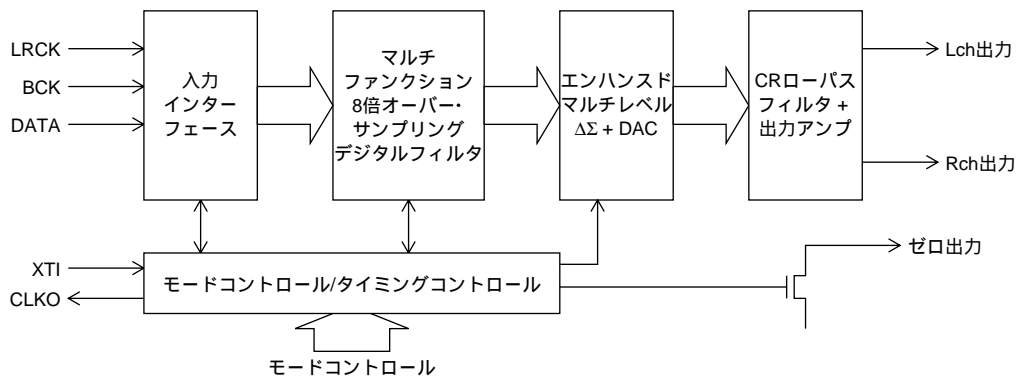 LRCK
BCK
DATA
入力
インター
フェース
マルチ
ファンクション
8倍オーバー・
サンプリング
デジタルフィルタ
エンハンスド
マルチレベル
ΔΣ + DAC
CRローパス
フィルタ +
出力アンプ
Lch出力
Rch出力
XTI
CLKO
モードコントロール/タイミングコントロール
ゼロ出力
モードコントロール